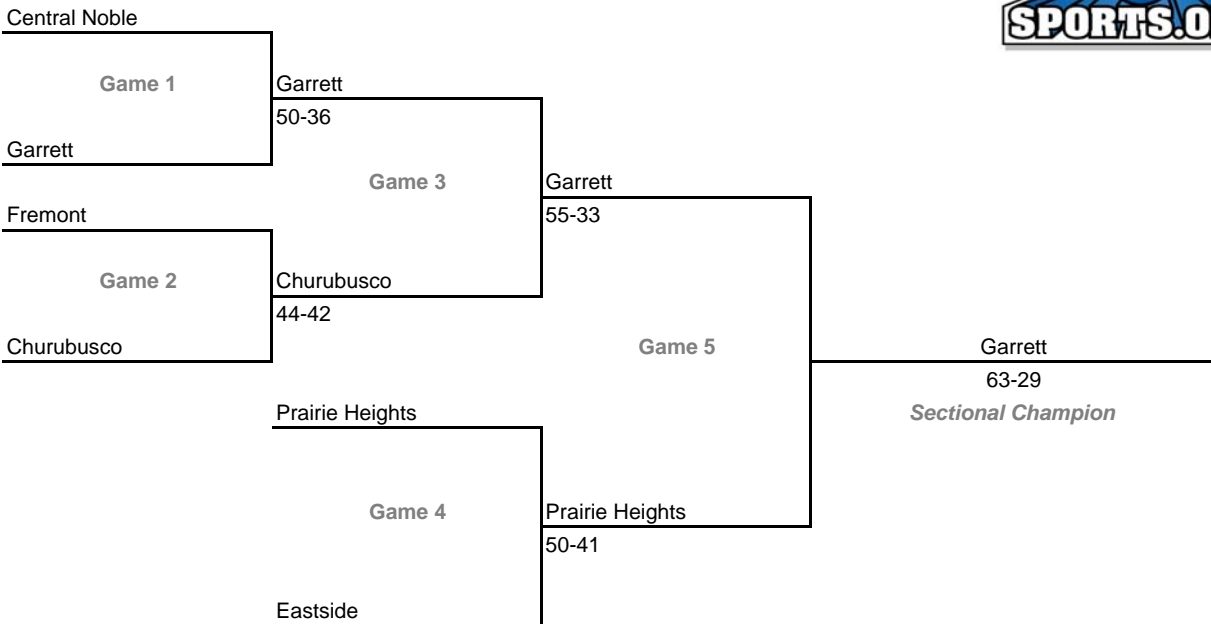 Central Noble
SPORTS.O
Game 1
Garrett
50-36
Garrett
Game 3
Garrett
Fremont
55-33
Game 2
Churubusco
44-42
Churubusco
Game 5
Garrett
63-29
Prairie Heights
Sectional Champion
Game 4
Prairie Heights
50-41
Eastside